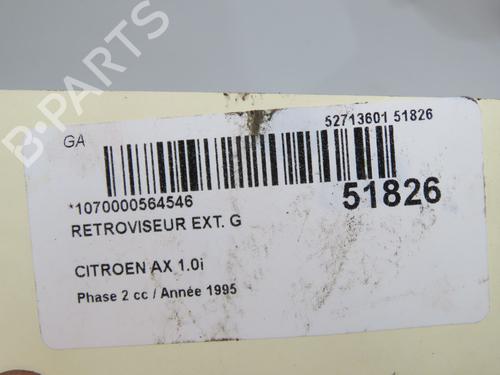 B-PARTS
GA
52713601 51826
*1070000564546
51826
RETROVISEUR EXT. G
CITROEN AX 1.0i
Phase 2 cc / Année 1995